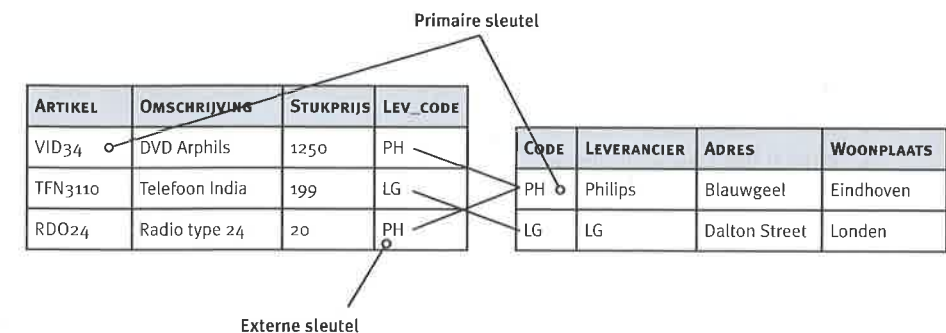 Primaire sleutel
ARTIKEL OMSCHRIJVING STUKPRIJS LEV_CODE
VID34 DVD Arphils 1250 PH
TFN3110 Telefoon India 199 LG
RDO24 Radio type 24 20 PH
CODE LEVERANCIER ADRES WOONPLAATS
PH Philips Blauwgeel Eindhoven
LG LG Dalton Street Londen
Externe sleutel